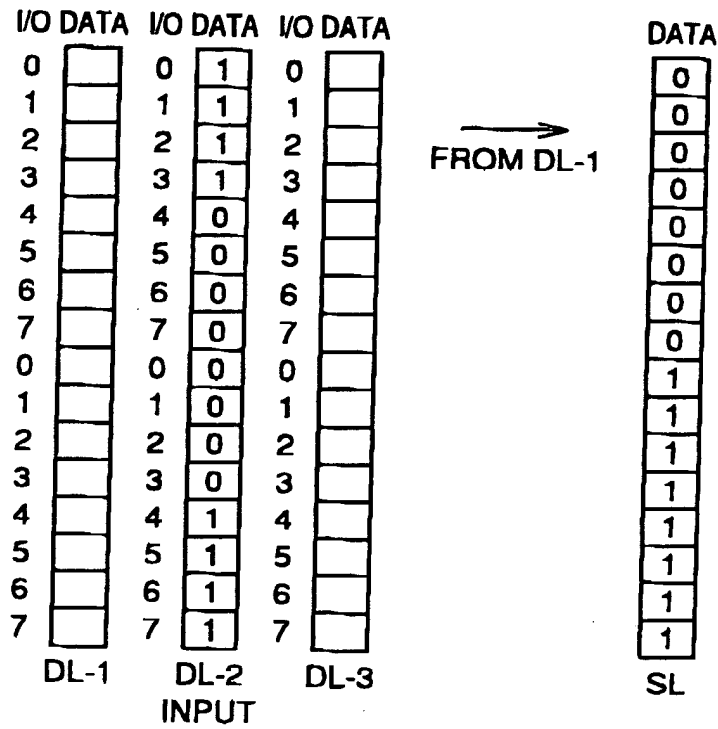 I/O DATA I/O DATA I/O DATA DATA
0 0 1 0 0
1 1 1 1 0
2 2 1 2 0
3 3 1 3 0
FROM DL-1
4 4 0 4 0
5 5 0 5 0
6 6 0 6 0
7 7 0 7 0
0 0 0 0 1
1 1 0 1 1
2 2 0 2 1
3 3 0 3 1
4 4 1 4 1
5 5 1 5 1
6 6 1 6 1
7 7 1 7 1
DL-1 DL-2 DL-3 SL
INPUT